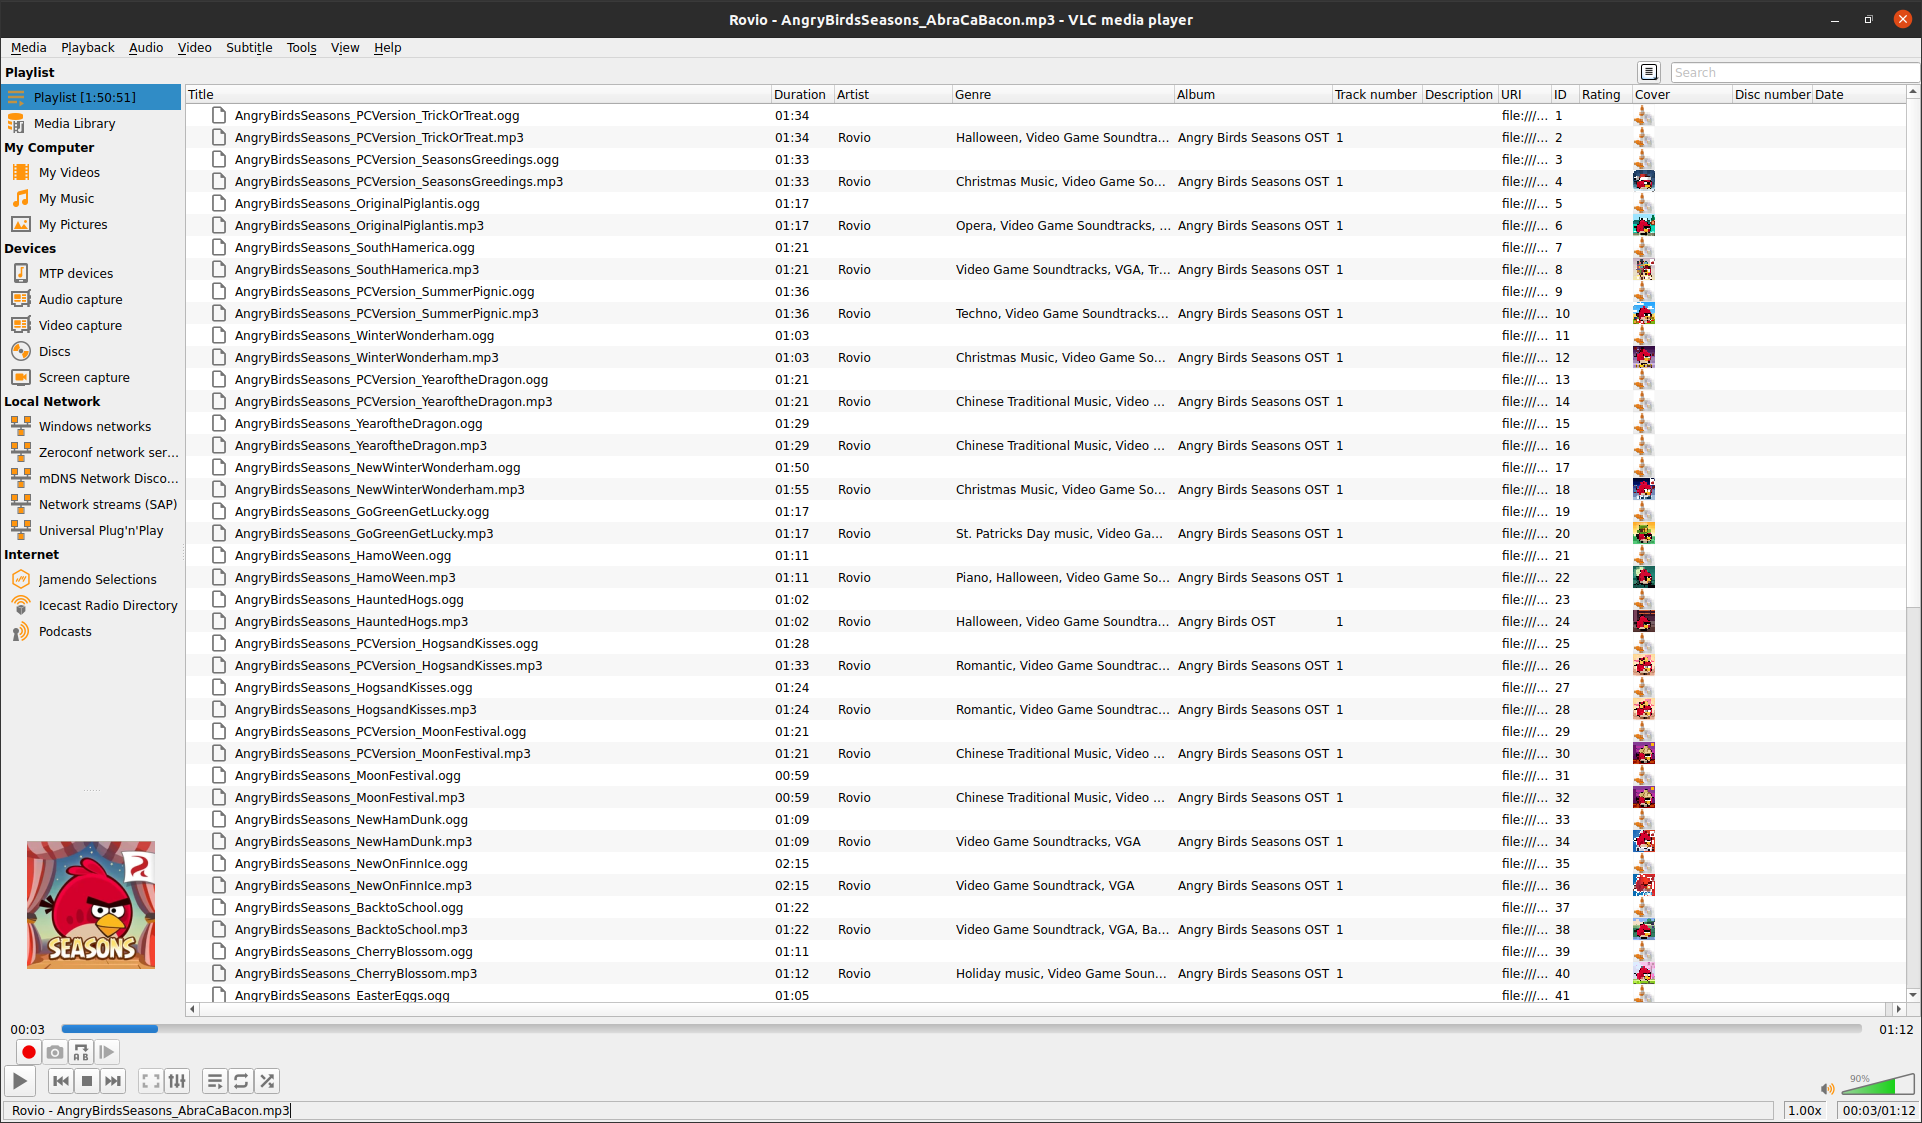 Rovio - AngryBirdsSeasons_AbraCaBacon.mp3 - VLC media player
Media Playback Audio Video Subtitle Tools View Help
Playlist
Search
Playlist [1:50:51]
Media Library
My Computer
My Videos
My Music
My Pictures
Devices
MTP devices
Audio capture
Video capture
Discs
Screen capture
Local Network
Windows networks
Zeroconf network ser...
mDNS Network Disco...
Network streams (SAP)
Universal Plug'n'Play
Internet
Jamendo Selections
Icecast Radio Directory
Podcasts
SEASONS
Title Duration Artist Genre Album Track number Description URI ID Rating Cover Disc number Date
AngryBirdsSeasons_PCVersion_TrickOrTreat.ogg 01:34 file:///... 1
AngryBirdsSeasons_PCVersion_TrickOrTreat.mp3 01:34 Rovio Halloween, Video Game Soundtra... Angry Birds Seasons OST 1 file:///... 2
AngryBirdsSeasons_PCVersion_SeasonsGreedings.ogg 01:33 file:///... 3
AngryBirdsSeasons_PCVersion_SeasonsGreedings.mp3 01:33 Rovio Christmas Music, Video Game So... Angry Birds Seasons OST 1 file:///... 4
AngryBirdsSeasons_OriginalPiglantis.ogg 01:17 file:///... 5
AngryBirdsSeasons_OriginalPiglantis.mp3 01:17 Rovio Opera, Video Game Soundtracks, ... Angry Birds Seasons OST 1 file:///... 6
AngryBirdsSeasons_SouthHamerica.ogg 01:21 file:///... 7
AngryBirdsSeasons_SouthHamerica.mp3 01:21 Rovio Video Game Soundtracks, VGA, Tr... Angry Birds Seasons OST 1 file:///... 8
AngryBirdsSeasons_PCVersion_SummerPignic.ogg 01:36 file:///... 9
AngryBirdsSeasons_PCVersion_SummerPignic.mp3 01:36 Rovio Techno, Video Game Soundtracks... Angry Birds Seasons OST 1 file:///... 10
AngryBirdsSeasons_WinterWonderham.ogg 01:03 file:///... 11
AngryBirdsSeasons_WinterWonderham.mp3 01:03 Rovio Christmas Music, Video Game So... Angry Birds Seasons OST 1 file:///... 12
AngryBirdsSeasons_PCVersion_YearoftheDragon.ogg 01:21 file:///... 13
AngryBirdsSeasons_PCVersion_YearoftheDragon.mp3 01:21 Rovio Chinese Traditional Music, Video ... Angry Birds Seasons OST 1 file:///... 14
AngryBirdsSeasons_YearoftheDragon.ogg 01:29 file:///... 15
AngryBirdsSeasons_YearoftheDragon.mp3 01:29 Rovio Chinese Traditional Music, Video ... Angry Birds Seasons OST 1 file:///... 16
AngryBirdsSeasons_NewWinterWonderham.ogg 01:50 file:///... 17
AngryBirdsSeasons_NewWinterWonderham.mp3 01:55 Rovio Christmas Music, Video Game So... Angry Birds Seasons OST 1 file:///... 18
AngryBirdsSeasons_GoGreenGetLucky.ogg 01:17 file:///... 19
AngryBirdsSeasons_GoGreenGetLucky.mp3 01:17 Rovio St. Patricks Day music, Video Ga... Angry Birds Seasons OST 1 file:///... 20
AngryBirdsSeasons_HamoWeen.ogg 01:11 file:///... 21
AngryBirdsSeasons_HamoWeen.mp3 01:11 Rovio Piano, Halloween, Video Game So... Angry Birds Seasons OST 1 file:///... 22
AngryBirdsSeasons_HauntedHogs.ogg 01:02 file:///... 23
AngryBirdsSeasons_HauntedHogs.mp3 01:02 Rovio Halloween, Video Game Soundtra... Angry Birds OST 1 file:///... 24
AngryBirdsSeasons_PCVersion_HogsandKisses.ogg 01:28 file:///... 25
AngryBirdsSeasons_PCVersion_HogsandKisses.mp3 01:33 Rovio Romantic, Video Game Soundtrac... Angry Birds Seasons OST 1 file:///... 26
AngryBirdsSeasons_HogsandKisses.ogg 01:24 file:///... 27
AngryBirdsSeasons_HogsandKisses.mp3 01:24 Rovio Romantic, Video Game Soundtrac... Angry Birds Seasons OST 1 file:///... 28
AngryBirdsSeasons_PCVersion_MoonFestival.ogg 01:21 file:///... 29
AngryBirdsSeasons_PCVersion_MoonFestival.mp3 01:21 Rovio Chinese Traditional Music, Video ... Angry Birds Seasons OST 1 file:///... 30
AngryBirdsSeasons_MoonFestival.ogg 00:59 file:///... 31
AngryBirdsSeasons_MoonFestival.mp3 00:59 Rovio Chinese Traditional Music, Video ... Angry Birds Seasons OST 1 file:///... 32
AngryBirdsSeasons_NewHamDunk.ogg 01:09 file:///... 33
AngryBirdsSeasons_NewHamDunk.mp3 01:09 Rovio Video Game Soundtracks, VGA Angry Birds Seasons OST 1 file:///... 34
AngryBirdsSeasons_NewOnFinnIce.ogg 02:15 file:///... 35
AngryBirdsSeasons_NewOnFinnIce.mp3 02:15 Rovio Video Game Soundtrack, VGA Angry Birds Seasons OST 1 file:///... 36
AngryBirdsSeasons_BacktoSchool.ogg 01:22 file:///... 37
AngryBirdsSeasons_BacktoSchool.mp3 01:22 Rovio Video Game Soundtrack, VGA, Ba... Angry Birds Seasons OST 1 file:///... 38
AngryBirdsSeasons_CherryBlossom.ogg 01:11 file:///... 39
AngryBirdsSeasons_CherryBlossom.mp3 01:12 Rovio Holiday music, Video Game Soun... Angry Birds Seasons OST 1 file:///... 40
AngryBirdsSeasons_EasterEggs.ogg 01:05 file:///... 41
00:03 01:12
A B
90%
Rovio - AngryBirdsSeasons_AbraCaBacon.mp3 1.00x 00:03/01:12